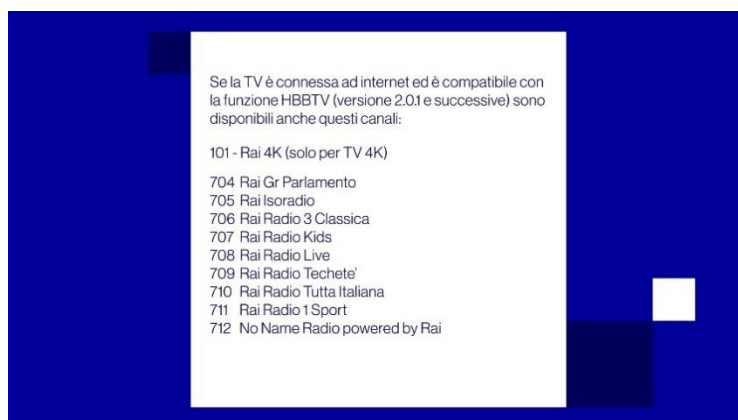 Se la TV è connessa ad internet ed è compatibile con
la funzione HBBTV (versione 2.0.1 e successive) sono
disponibili anche questi canali:
101 - Rai 4K (solo per TV 4K)
704 Rai Gr Parlamento
705 Rai Isoradio
706 Rai Radio 3 Classica
707 Rai Radio Kids
708 Rai Radio Live
709 Rai Radio Techete'
710 Rai Radio Tutta Italiana
711 Rai Radio 1 Sport
712 No Name Radio powered by Rai